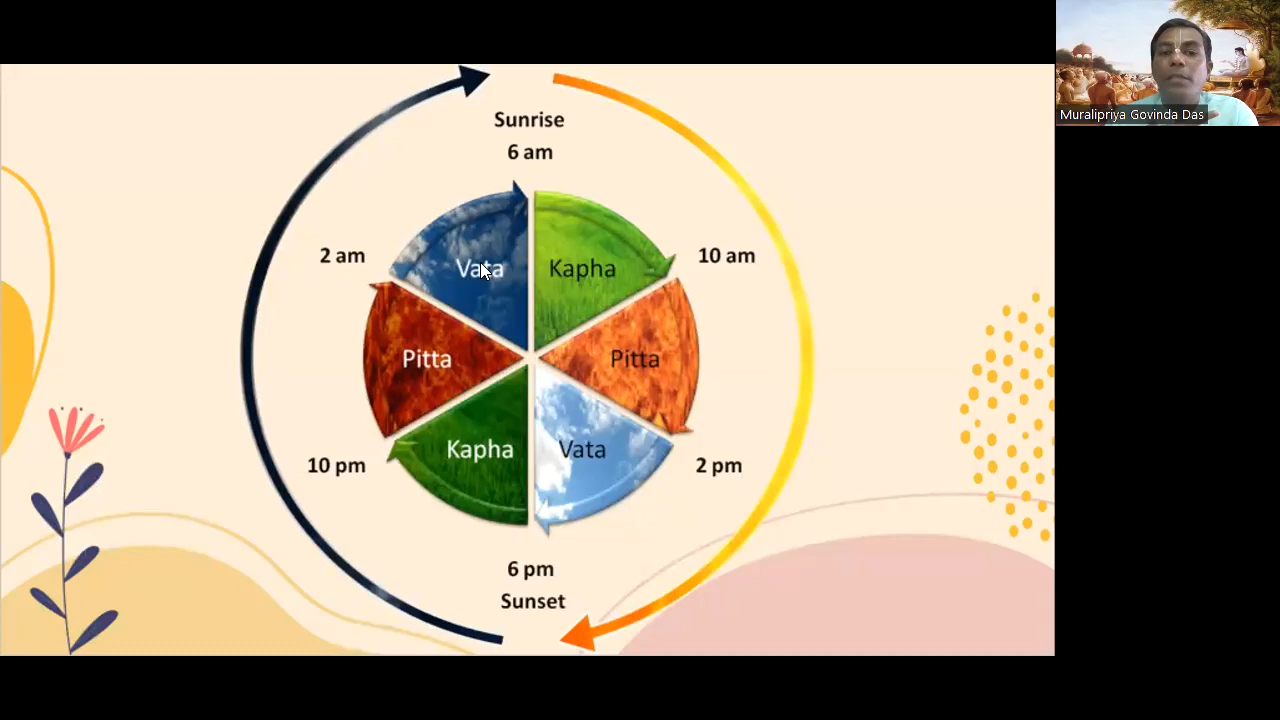 Muralipriya Govinda Das
Sunrise
6 am
2 am
Vata
Kapha
10 am
Pitta
Pitta
Kapha
Vata
10 pm
2 pm
6 pm
Sunset